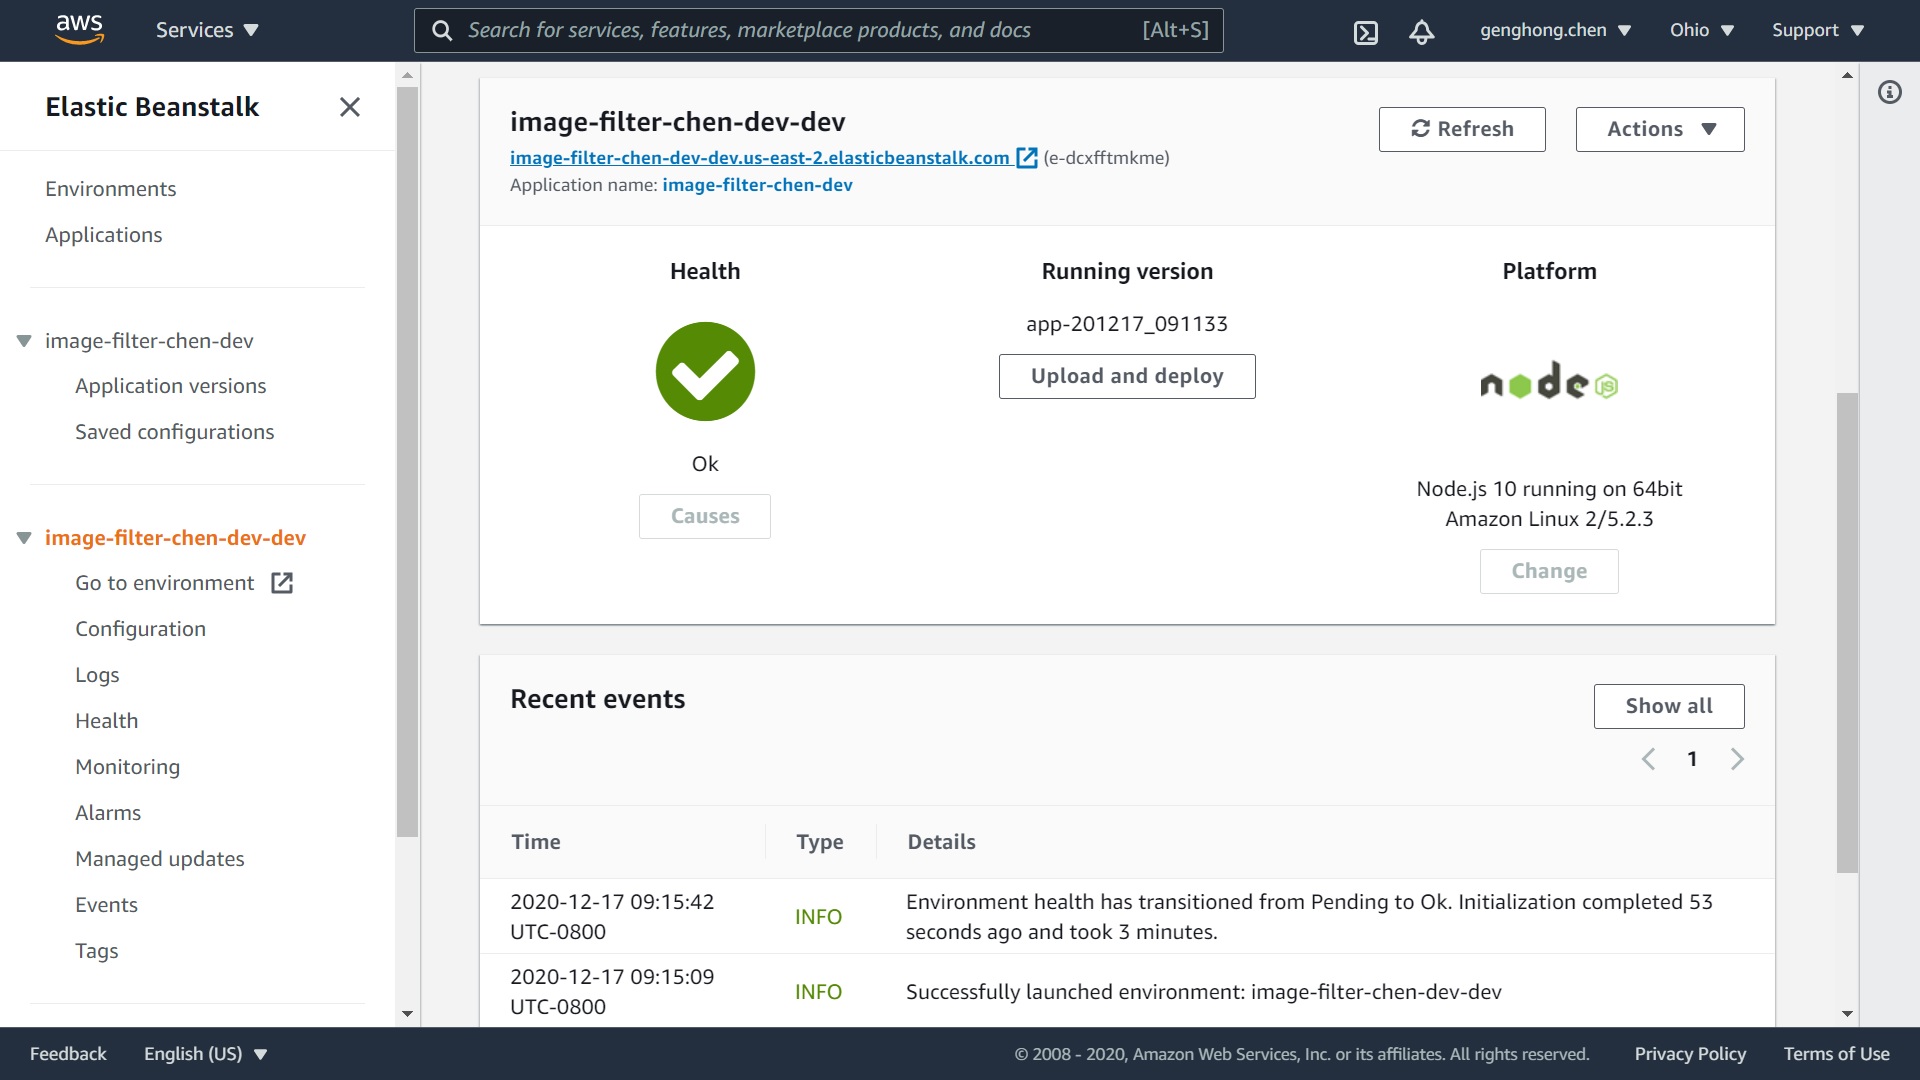 aws
Services
Search for services, features, marketplace products, and docs
[Alt+S]
genghong.chen
Ohio
Support
Elastic Beanstalk
Environments
Applications
image-filter-chen-dev
Application versions
Saved configurations
image-filter-chen-dev-dev
Go to environment
Configuration
Logs
Health
Monitoring
Alarms
Managed updates
Events
Tags
image-filter-chen-dev-dev
image-filter-chen-dev-dev.us-east-2.elasticbeanstalk.com (e-dcxfftmkme)
Application name: image-filter-chen-dev
Refresh
Actions
Health
Ok
Causes
Running version
app-201217_091133
Upload and deploy
Platform
node JS
Node.js 10 running on 64bit
Amazon Linux 2/5.2.3
Change
Recent events
Show all
1
Time
Type
Details
2020-12-17 09:15:42
UTC-0800
INFO
Environment health has transitioned from Pending to Ok. Initialization completed 53
seconds ago and took 3 minutes.
2020-12-17 09:15:09
UTC-0800
INFO
Successfully launched environment: image-filter-chen-dev-dev
Feedback
English (US)
© 2008 - 2020, Amazon Web Services, Inc. or its affiliates. All rights reserved.
Privacy Policy
Terms of Use